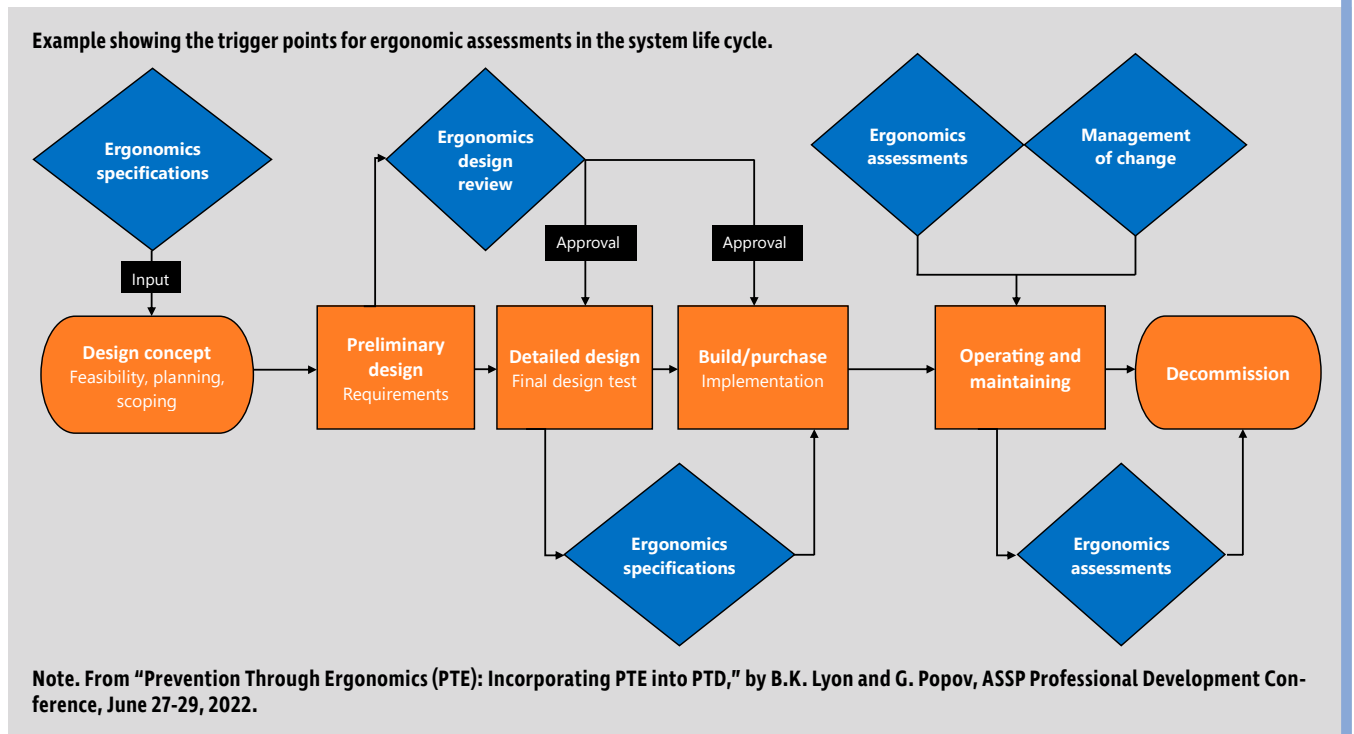 Example showing the trigger points for ergonomic assessments in the system life cycle.
Ergonomics
specifications
Ergonomics
design
review
Ergonomics
assessments
Management
of change
Input
Approval
Approval
Design concept
Feasibility, planning,
scoping
Preliminary
design
Requirements
Detailed design
Final design test
Build/purchase
Implementation
Operating and
maintaining
Decommission
Ergonomics
specifications
Ergonomics
assessments
Note. From “Prevention Through Ergonomics (PTE): Incorporating PTE into PTD,” by B.K. Lyon and G. Popov, ASSP Professional Development Con-
ference, June 27-29, 2022.